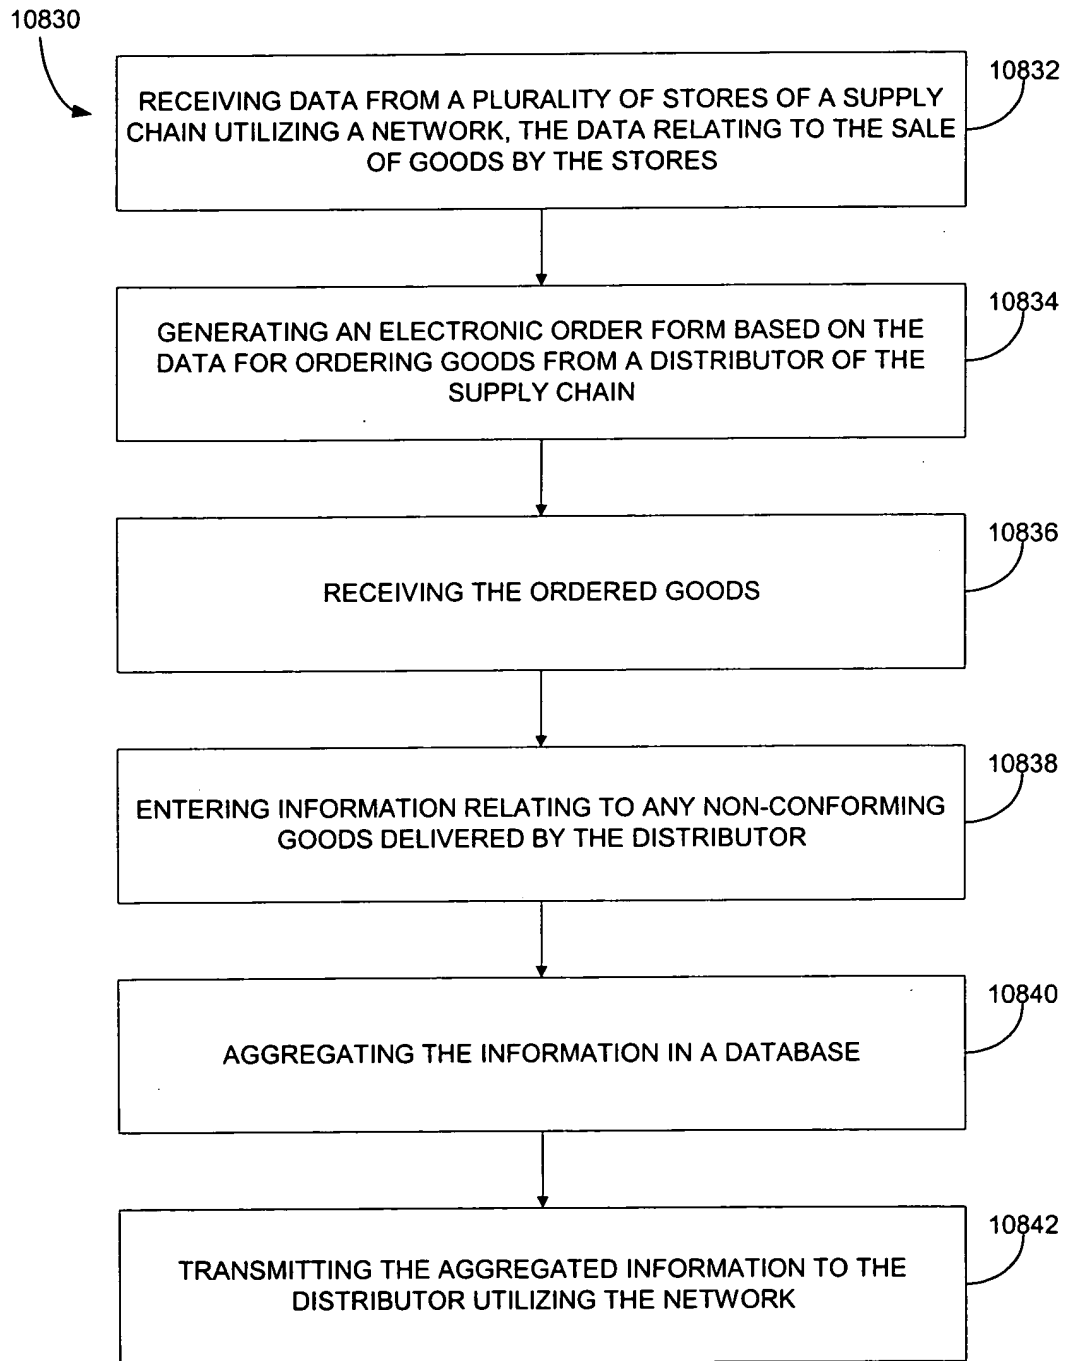 10830
10832
RECEIVING DATA FROM A PLURALITY OF STORES OF A SUPPLY
CHAIN UTILIZING A NETWORK, THE DATA RELATING TO THE SALE
OF GOODS BY THE STORES
10834
GENERATING AN ELECTRONIC ORDER FORM BASED ON THE
DATA FOR ORDERING GOODS FROM A DISTRIBUTOR OF THE
SUPPLY CHAIN
10836
RECEIVING THE ORDERED GOODS
10838
ENTERING INFORMATION RELATING TO ANY NON-CONFORMING
GOODS DELIVERED BY THE DISTRIBUTOR
10840
AGGREGATING THE INFORMATION IN A DATABASE
10842
TRANSMITTING THE AGGREGATED INFORMATION TO THE
DISTRIBUTOR UTILIZING THE NETWORK